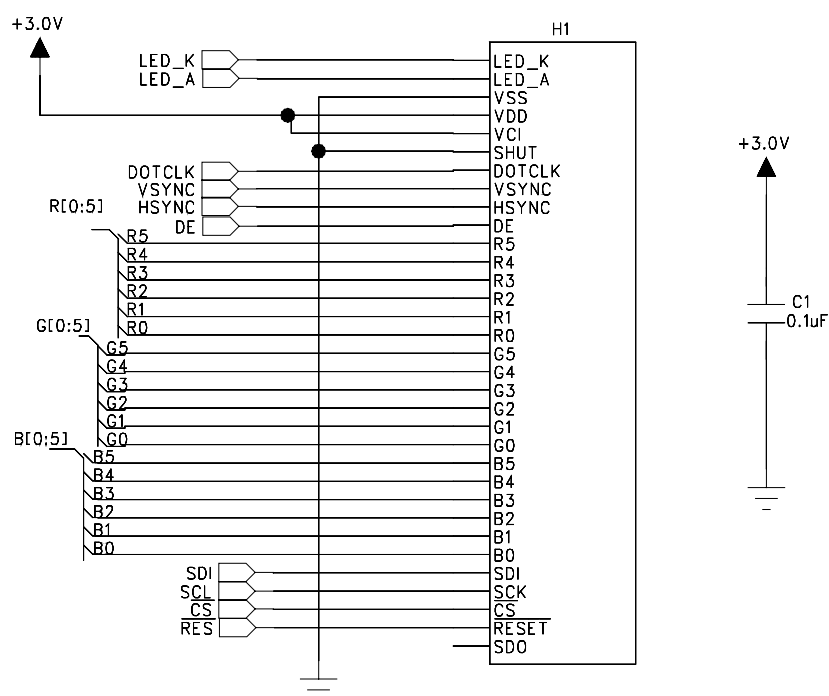 +3.0V
H1
LED_K LED_K
LED_A LED_A
VSS
VDD
VCI
SHUT
DOTCLK DOTCLK
VSYNC VSYNC
HSYNC HSYNC
DE DE
R[0:5]
R5 R5
R4 R4
R3 R3
R2 R2
R1 R1
R0 R0
G[0:5]
G5 G5
G4 G4
G3 G3
G2 G2
G1 G1
G0 G0
B[0;5]
B5 B5
B4 B4
B3 B3
B2 B2
B1 B1
B0 B0
SDI SDI
SCL SCK
CS CS
RES RESET
SDO
+3.0V
C1
0.1uF